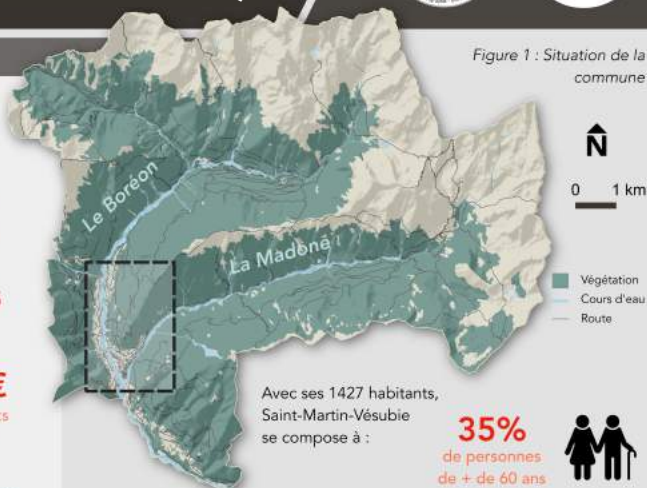 Figure 1 : Situation de la
commune
N
0 1 km
Le Boréon
La Madone
Végétation
Cours d'eau
Route
€
Avec ses 1427 habitants,
Saint-Martin-Vésubie
se compose à :
35%
de personnes
de + de 60 ans